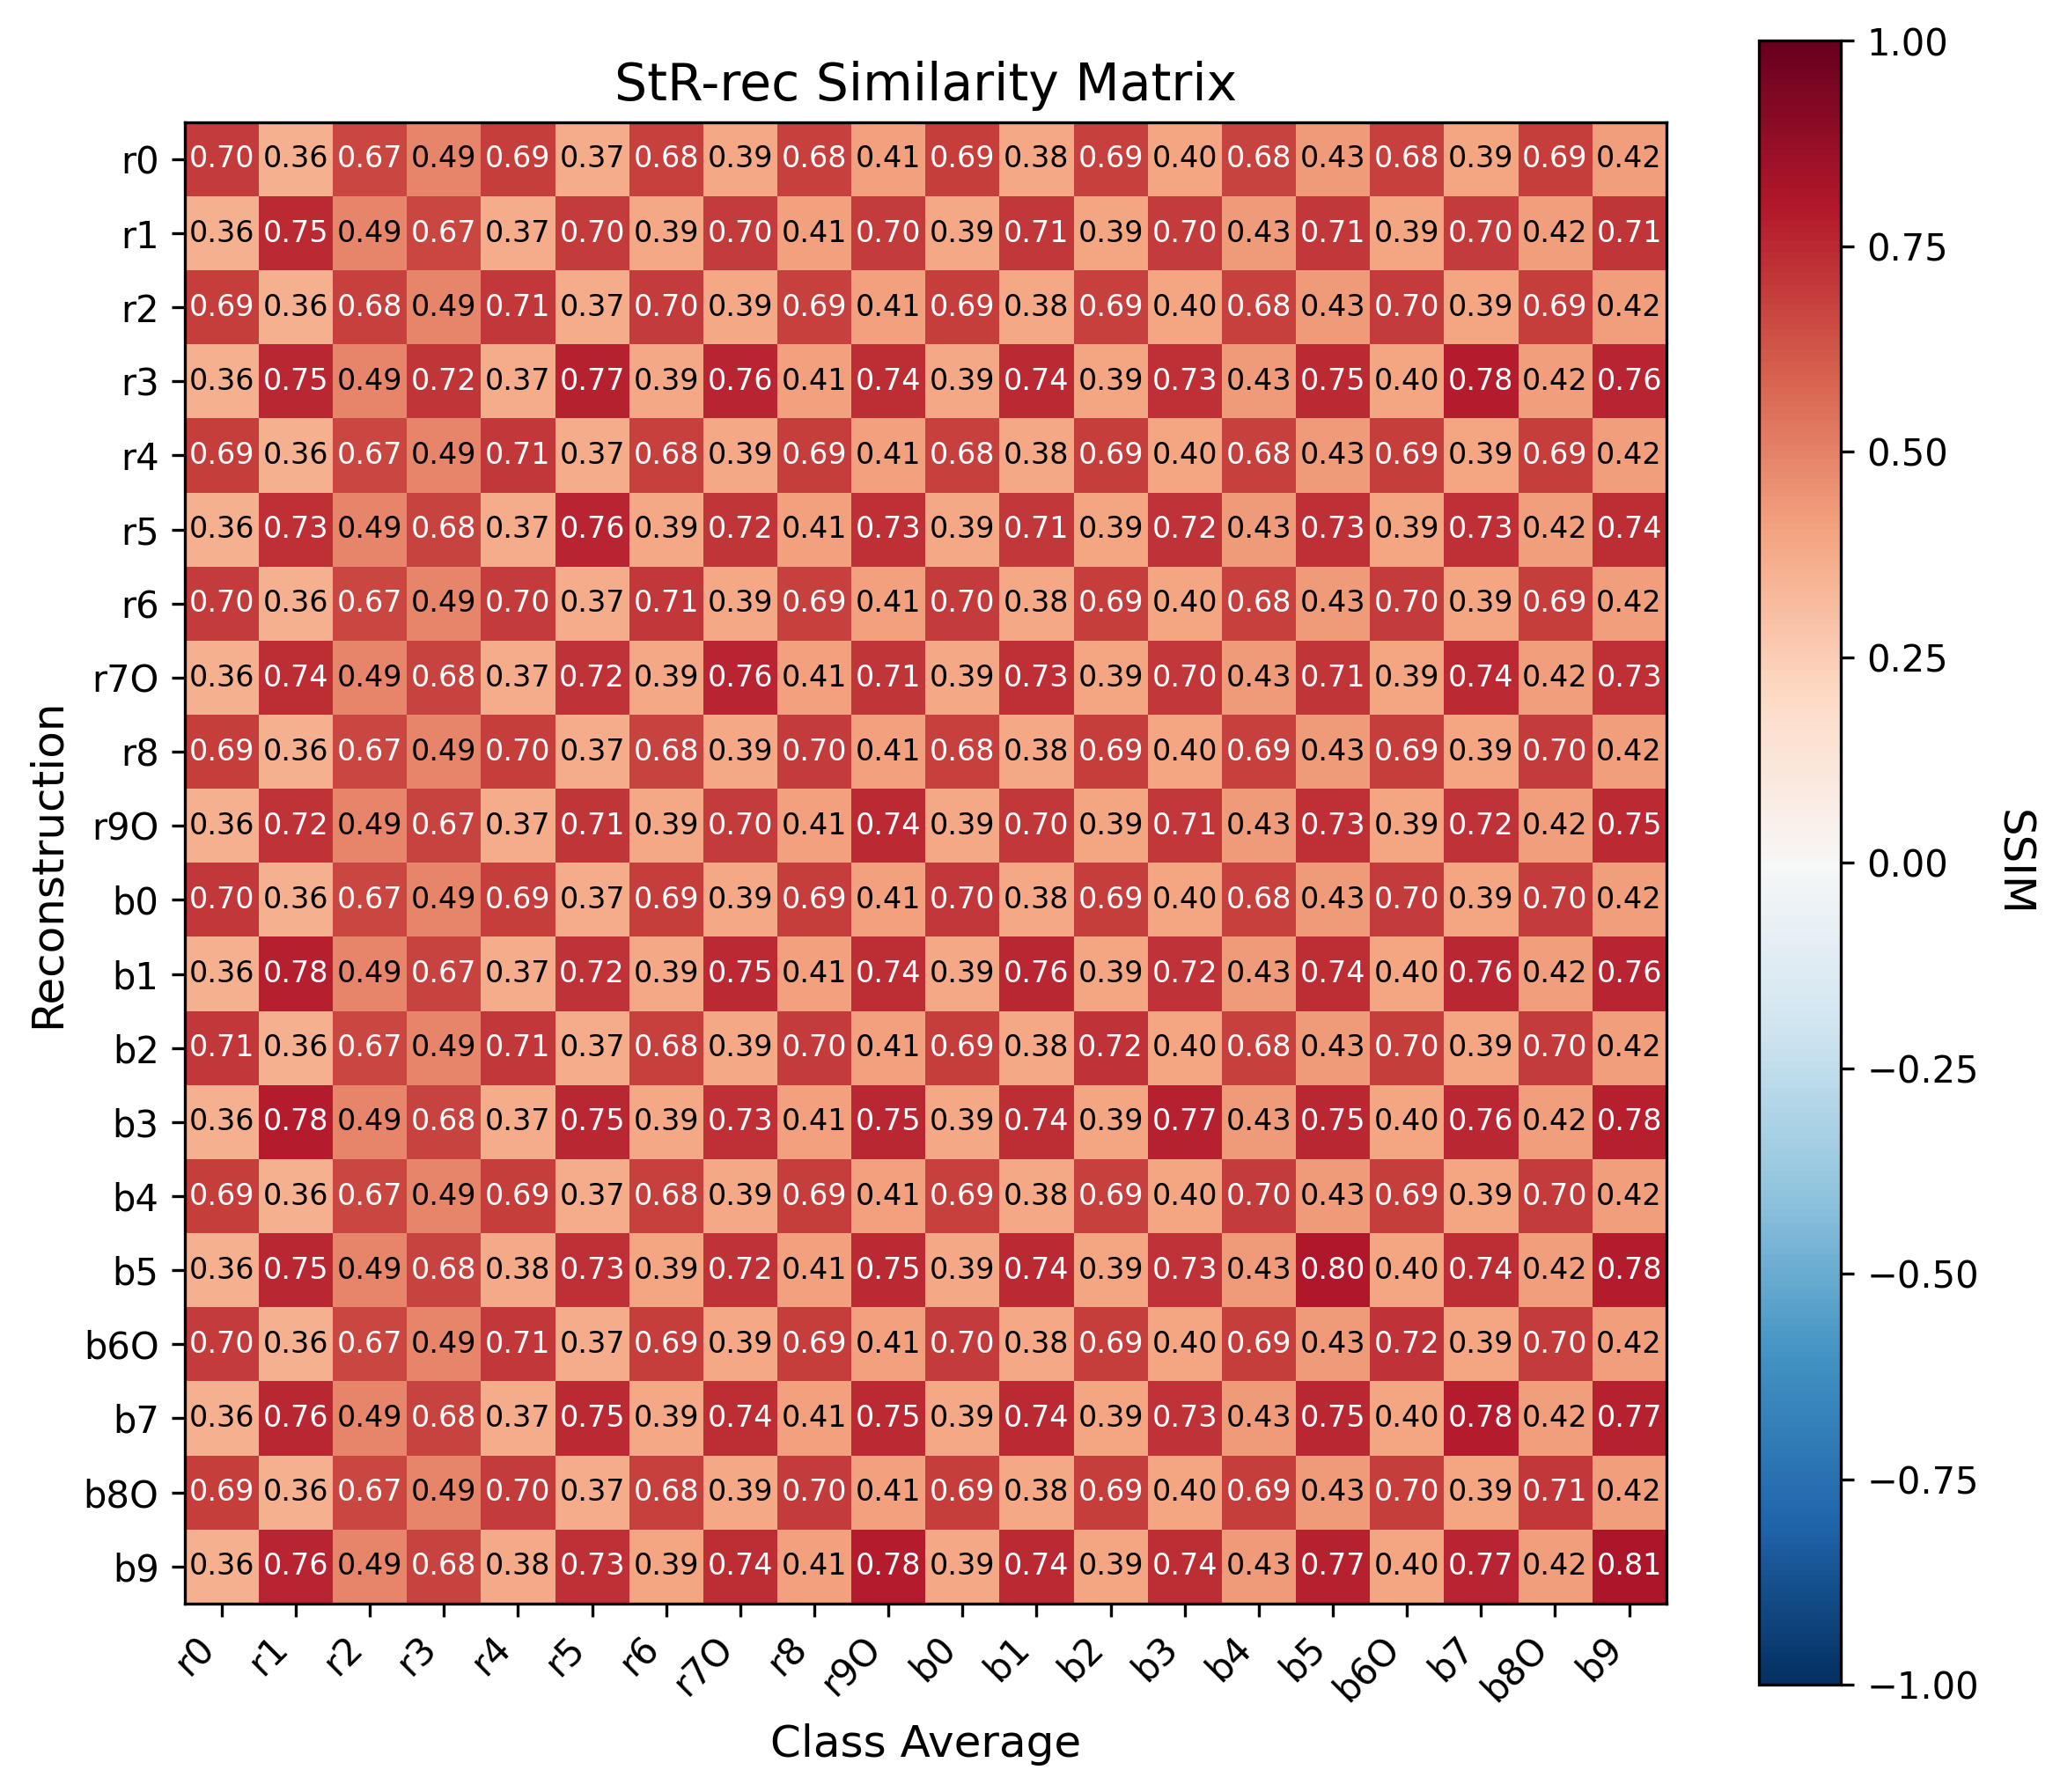 StR-rec Similarity Matrix
r0 0.70 0.36 0.67 0.49 0.69 0.37 0.68 0.39 0.68 0.41 0.69 0.38 0.69 0.40 0.68 0.43 0.68 0.39 0.69 0.42
r1 0.36 0.75 0.49 0.67 0.37 0.70 0.39 0.70 0.41 0.70 0.39 0.71 0.39 0.70 0.43 0.71 0.39 0.70 0.42 0.71
r2 0.69 0.36 0.68 0.49 0.71 0.37 0.70 0.39 0.69 0.41 0.69 0.38 0.69 0.40 0.68 0.43 0.70 0.39 0.69 0.42
r3 0.36 0.75 0.49 0.72 0.37 0.77 0.39 0.76 0.41 0.74 0.39 0.74 0.39 0.73 0.43 0.75 0.40 0.78 0.42 0.76
r4 0.69 0.36 0.67 0.49 0.71 0.37 0.68 0.39 0.69 0.41 0.68 0.38 0.69 0.40 0.68 0.43 0.69 0.39 0.69 0.42
r5 0.36 0.73 0.49 0.68 0.37 0.76 0.39 0.72 0.41 0.73 0.39 0.71 0.39 0.72 0.43 0.73 0.39 0.73 0.42 0.74
r6 0.70 0.36 0.67 0.49 0.70 0.37 0.71 0.39 0.69 0.41 0.70 0.38 0.69 0.40 0.68 0.43 0.70 0.39 0.69 0.42
r7O 0.36 0.74 0.49 0.68 0.37 0.72 0.39 0.76 0.41 0.71 0.39 0.73 0.39 0.70 0.43 0.71 0.39 0.74 0.42 0.73
r8 0.69 0.36 0.67 0.49 0.70 0.37 0.68 0.39 0.70 0.41 0.68 0.38 0.69 0.40 0.69 0.43 0.69 0.39 0.70 0.42
r9O 0.36 0.72 0.49 0.67 0.37 0.71 0.39 0.70 0.41 0.74 0.39 0.70 0.39 0.71 0.43 0.73 0.39 0.72 0.42 0.75
b0 0.70 0.36 0.67 0.49 0.69 0.37 0.69 0.39 0.69 0.41 0.70 0.38 0.69 0.40 0.68 0.43 0.70 0.39 0.70 0.42
b1 0.36 0.78 0.49 0.67 0.37 0.72 0.39 0.75 0.41 0.74 0.39 0.76 0.39 0.72 0.43 0.74 0.40 0.76 0.42 0.76
b2 0.71 0.36 0.67 0.49 0.71 0.37 0.68 0.39 0.70 0.41 0.69 0.38 0.72 0.40 0.68 0.43 0.70 0.39 0.70 0.42
b3 0.36 0.78 0.49 0.68 0.37 0.75 0.39 0.73 0.41 0.75 0.39 0.74 0.39 0.77 0.43 0.75 0.40 0.76 0.42 0.78
b4 0.69 0.36 0.67 0.49 0.69 0.37 0.68 0.39 0.69 0.41 0.69 0.38 0.69 0.40 0.70 0.43 0.69 0.39 0.70 0.42
b5 0.36 0.75 0.49 0.68 0.38 0.73 0.39 0.72 0.41 0.75 0.39 0.74 0.39 0.73 0.43 0.80 0.40 0.74 0.42 0.78
b6O 0.70 0.36 0.67 0.49 0.71 0.37 0.69 0.39 0.69 0.41 0.70 0.38 0.69 0.40 0.69 0.43 0.72 0.39 0.70 0.42
b7 0.36 0.76 0.49 0.68 0.37 0.75 0.39 0.74 0.41 0.75 0.39 0.74 0.39 0.73 0.43 0.75 0.40 0.78 0.42 0.77
b8O 0.69 0.36 0.67 0.49 0.70 0.37 0.68 0.39 0.70 0.41 0.69 0.38 0.69 0.40 0.69 0.43 0.70 0.39 0.71 0.42
b9 0.36 0.76 0.49 0.68 0.38 0.73 0.39 0.74 0.41 0.78 0.39 0.74 0.39 0.74 0.43 0.77 0.40 0.77 0.42 0.81
r0 r1 r2 r3 r4 r5 r6 r7O r8 r9O b0 b1 b2 b3 b4 b5 b6O b7 b8O b9
Class Average
Reconstruction
1.00
0.75
0.50
0.25
0.00
−0.25
−0.50
−0.75
−1.00
SSIM